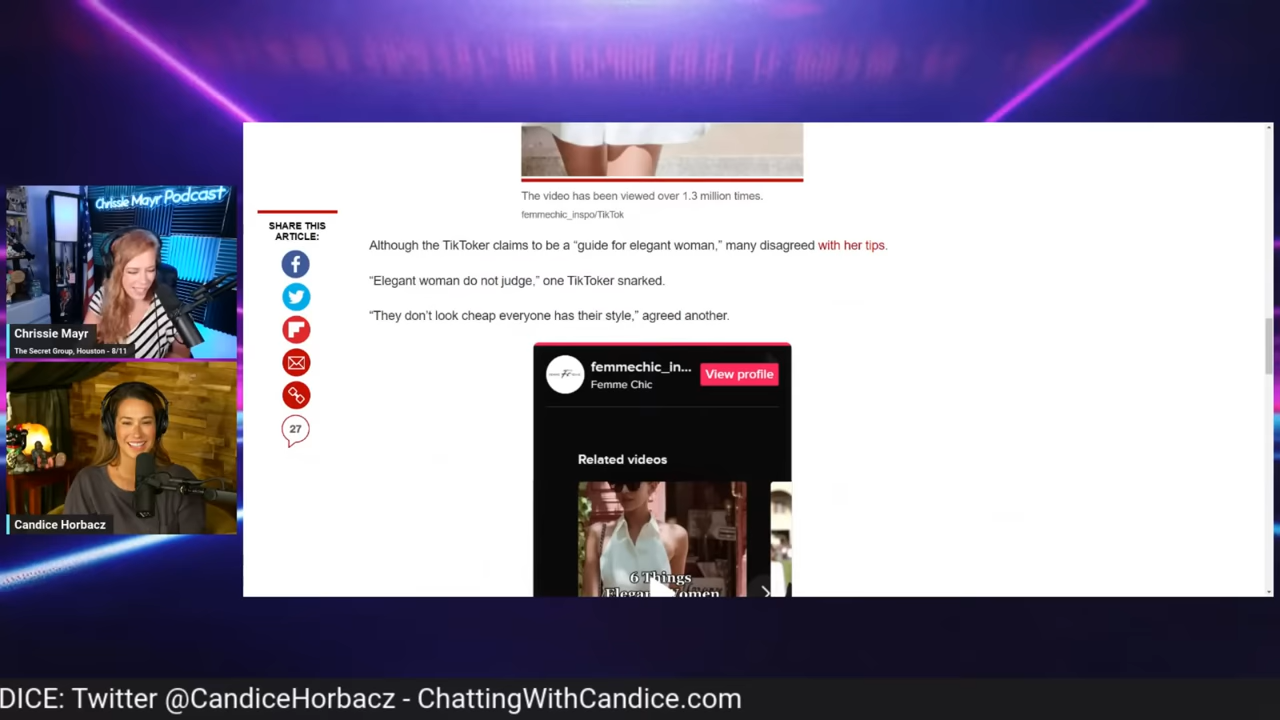 The video has been viewed over 1.3 million times.
femmechic_inspo/TikTok
SHARE THIS
ARTICLE:
Although the TikToker claims to be a “guide for elegant woman,” many disagreed with her tips.
“Elegant woman do not judge,” one TikToker snarked.
“They don’t look cheap everyone has their style,” agreed another.
27
femmechic_in...
Femme Chic
View profile
Related videos
6 Things
Chrissie Mayr Podcast
Chrissie Mayr
The Secret Group, Houston - 8/11
Candice Horbacz
DICE: Twitter @CandiceHorbacz - ChattingWithCandice.com